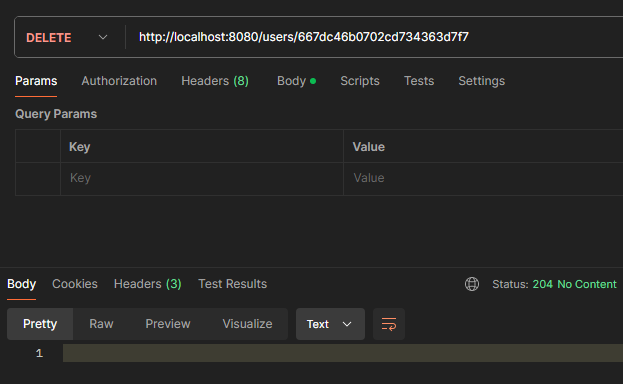 DELETE http://localhost:8080/users/667dc46b0702cd734363d7f7
Params Authorization Headers (8) Body Scripts Tests Settings
Query Params
Key Value
Key Value
Body Cookies Headers (3) Test Results Status: 204 No Content
Pretty Raw Preview Visualize Text
1